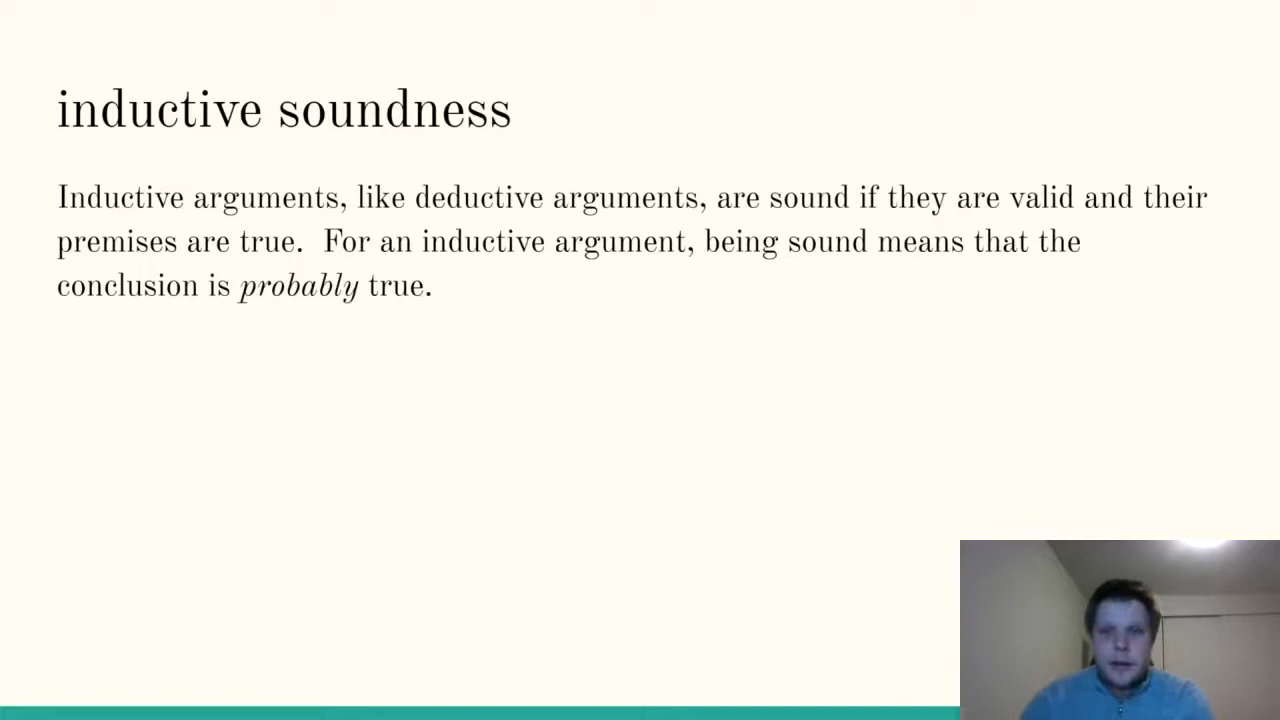 inductive soundness
Inductive arguments, like deductive arguments, are sound if they are valid and their
premises are true.  For an inductive argument, being sound means that the
conclusion is probably true.